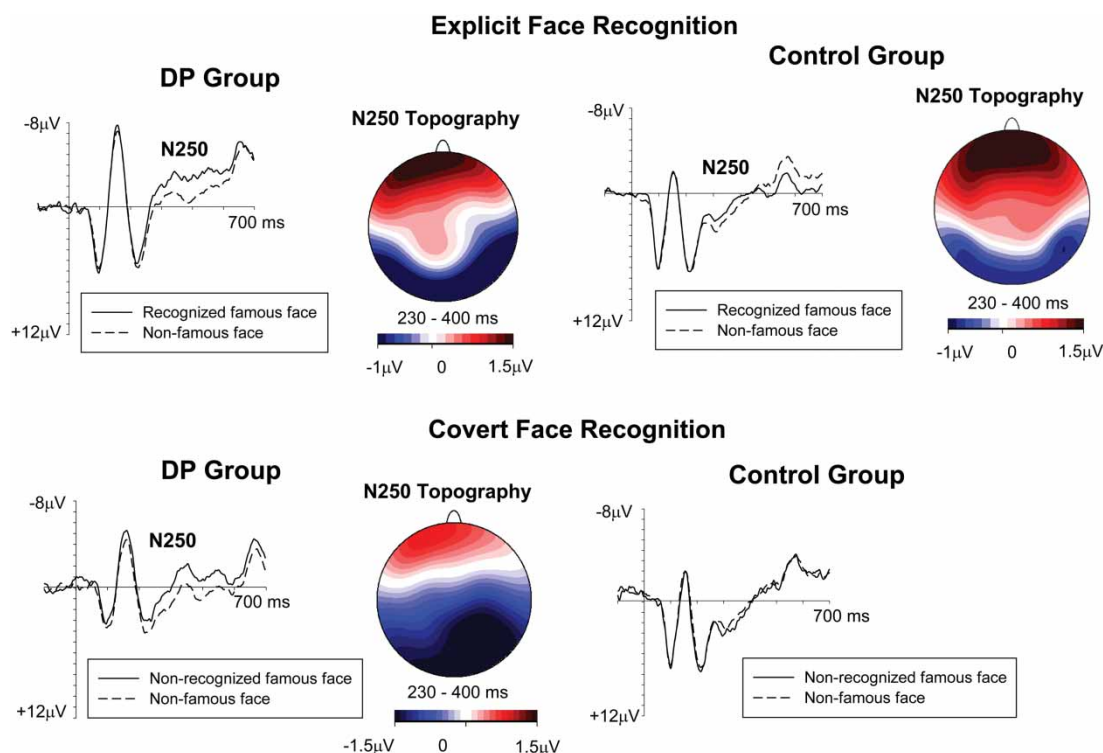 Explicit Face Recognition
DP Group
Control Group
N250 Topography
N250 Topography
-8μV
N250
700 ms
+12μV
Recognized famous face
Non-famous face
230 - 400 ms
-1μV 0 1.5μV
-8μV
N250
700 ms
+12μV
Recognized famous face
Non-famous face
230 - 400 ms
-1μV 0 1.5μV
Covert Face Recognition
DP Group
Control Group
N250 Topography
-8μV
N250
700 ms
+12μV
Non-recognized famous face
Non-famous face
230 - 400 ms
-1.5μV 0 1.5μV
-8μV
700 ms
+12μV
Non-recognized famous face
Non-famous face